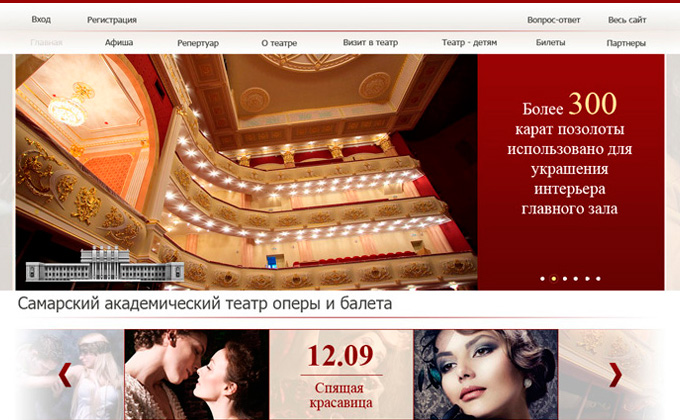 Вход Регистрация Вопрос-ответ Весь сайт
Главная Афиша Репертуар О театре Визит в театр Театр - детям Билеты Партнеры
Более 300
карат позолоты
использовано для
украшения
интерьера
главного зала
Самарский академический театр оперы и балета
12.09
Спящая
красавица